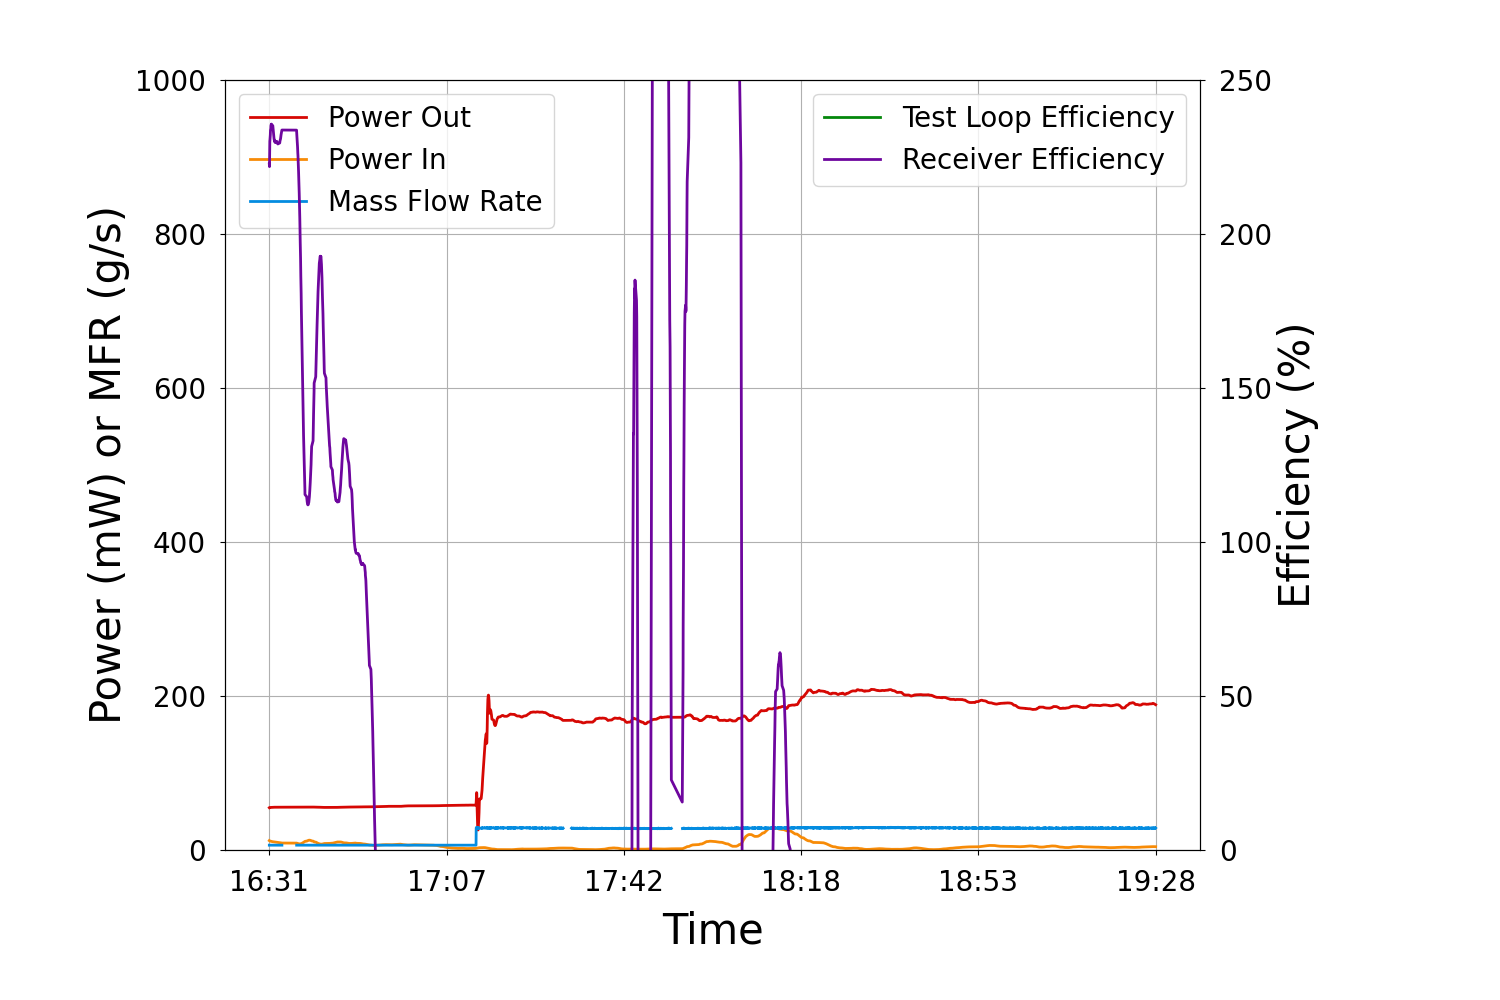 1000
800
600
400
200
0
Power (mW) or MFR (g/s)
Power Out
Power In
Mass Flow Rate
Test Loop Efficiency
Receiver Efficiency
250
200
150
100
50
0
Efficiency (%)
16:31 17:07 17:42 18:18 18:53 19:28
Time